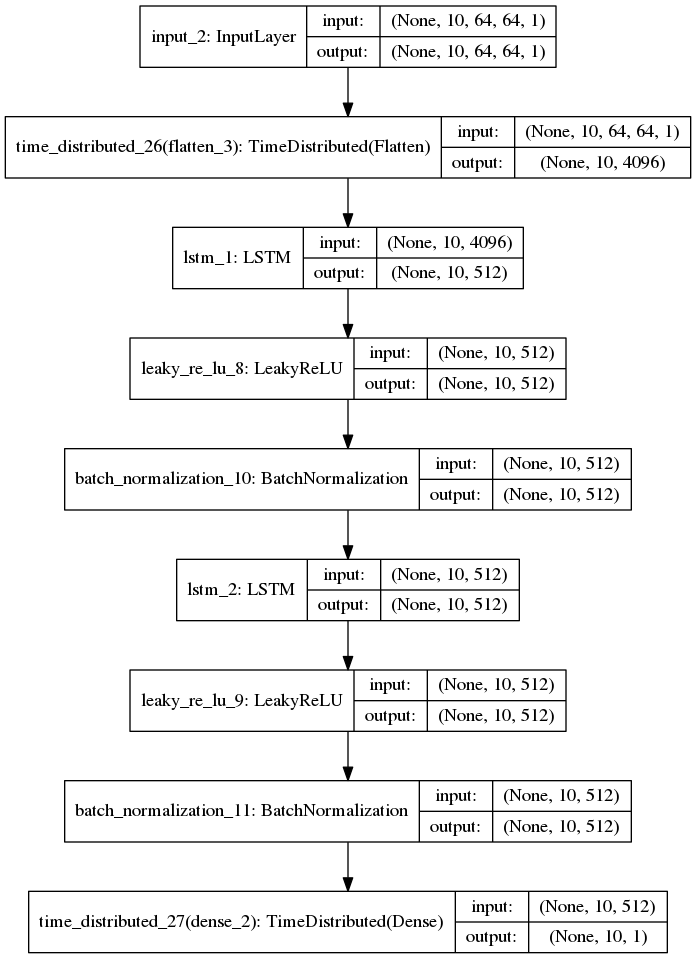 input_2: InputLayer
input: (None, 10, 64, 64, 1)
output: (None, 10, 64, 64, 1)
time_distributed_26(flatten_3): TimeDistributed(Flatten)
input: (None, 10, 64, 64, 1)
output: (None, 10, 4096)
lstm_1: LSTM
input: (None, 10, 4096)
output: (None, 10, 512)
leaky_re_lu_8: LeakyReLU
input: (None, 10, 512)
output: (None, 10, 512)
batch_normalization_10: BatchNormalization
input: (None, 10, 512)
output: (None, 10, 512)
lstm_2: LSTM
input: (None, 10, 512)
output: (None, 10, 512)
leaky_re_lu_9: LeakyReLU
input: (None, 10, 512)
output: (None, 10, 512)
batch_normalization_11: BatchNormalization
input: (None, 10, 512)
output: (None, 10, 512)
time_distributed_27(dense_2): TimeDistributed(Dense)
input: (None, 10, 512)
output: (None, 10, 1)